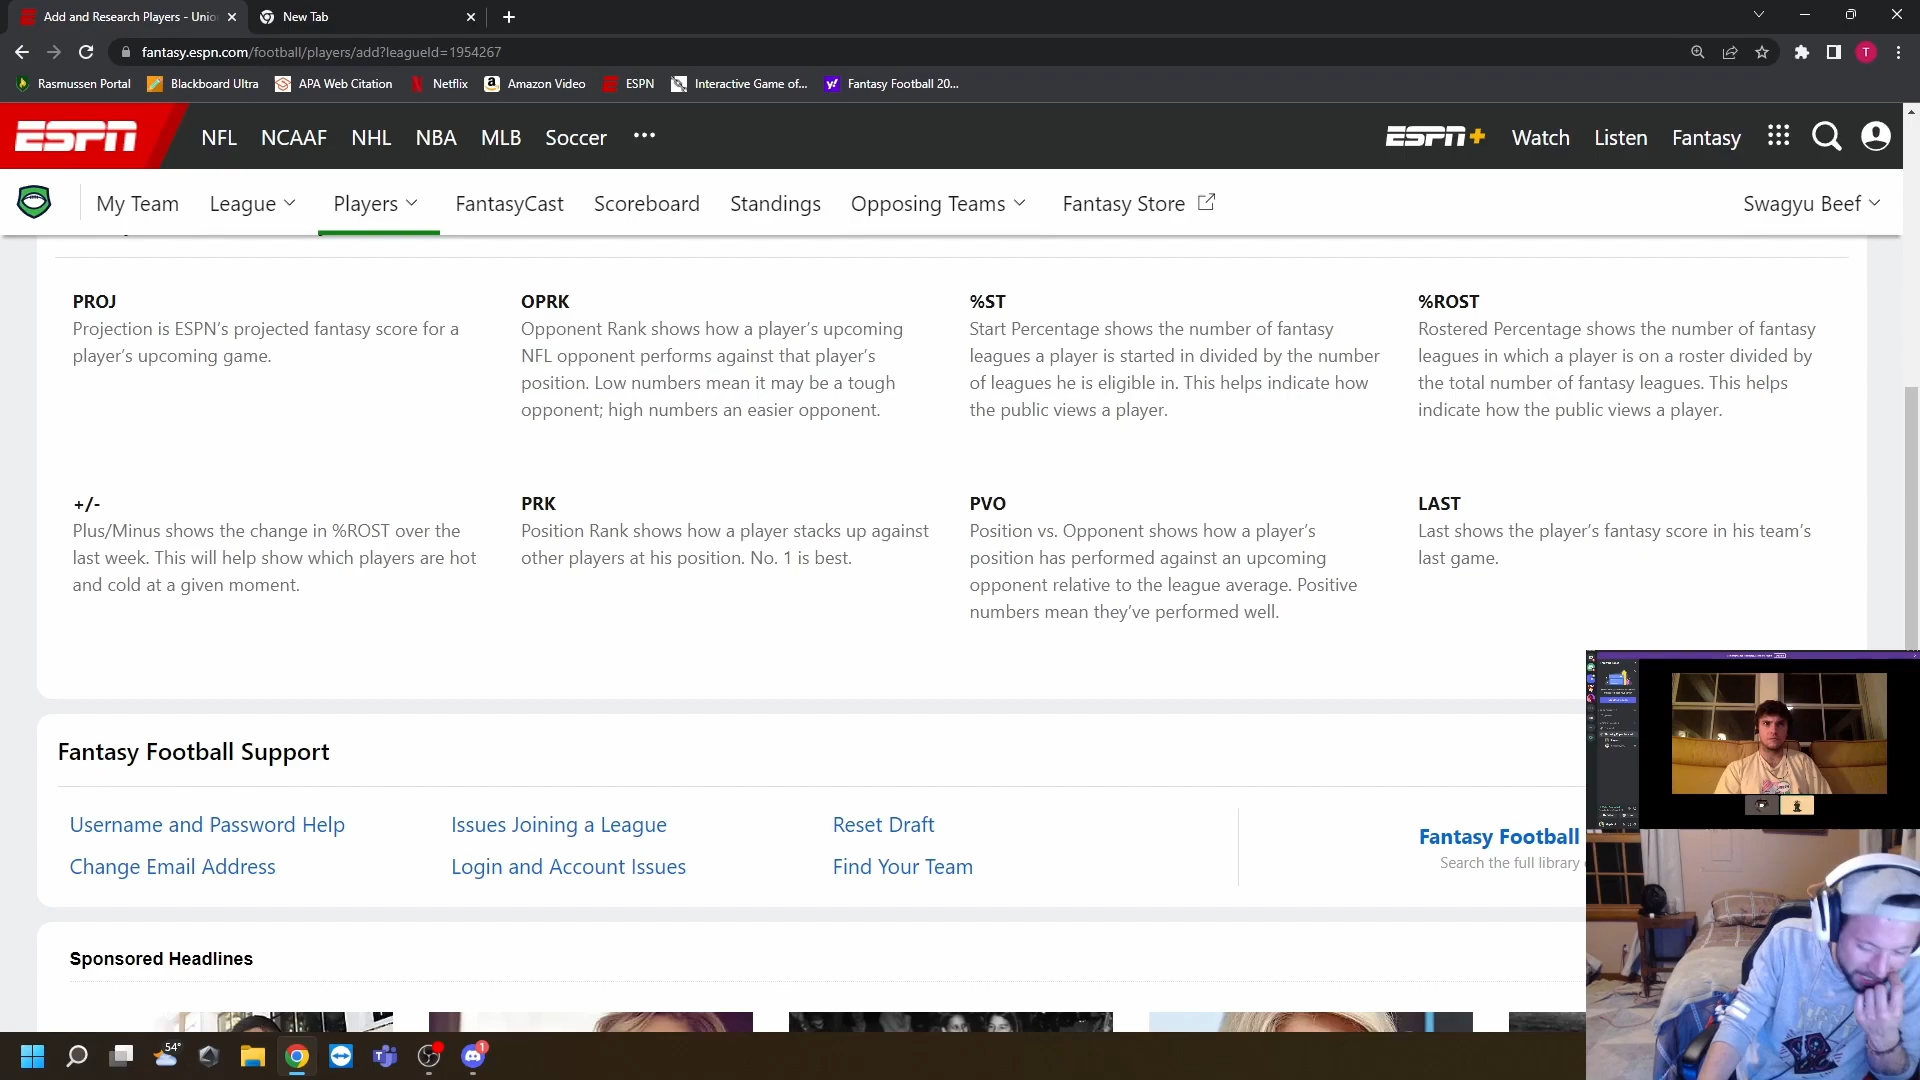 Add and Research Players - Unio
New Tab
fantasy.espn.com/football/players/add?leagueId=1954267
T
Rasmussen Portal
Blackboard Ultra
APA Web Citation
Netflix
Amazon Video
ESPN
Interactive Game of...
Fantasy Football 20...
ESPN
NFL
NCAAF
NHL
NBA
MLB
Soccer
ESPN+
Watch
Listen
Fantasy
My Team
League
Players
FantasyCast
Scoreboard
Standings
Opposing Teams
Fantasy Store
Swagyu Beef
PROJ
Projection is ESPN’s projected fantasy score for a
player’s upcoming game.
OPRK
Opponent Rank shows how a player’s upcoming
NFL opponent performs against that player’s
position. Low numbers mean it may be a tough
opponent; high numbers an easier opponent.
%ST
Start Percentage shows the number of fantasy
leagues a player is started in divided by the number
of leagues he is eligible in. This helps indicate how
the public views a player.
%ROST
Rostered Percentage shows the number of fantasy
leagues in which a player is on a roster divided by
the total number of fantasy leagues. This helps
indicate how the public views a player.
+/-
Plus/Minus shows the change in %ROST over the
last week. This will help show which players are hot
and cold at a given moment.
PRK
Position Rank shows how a player stacks up against
other players at his position. No. 1 is best.
PVO
Position vs. Opponent shows how a player’s
position has performed against an upcoming
opponent relative to the league average. Positive
numbers mean they’ve performed well.
LAST
Last shows the player’s fantasy score in his team’s
last game.
Fantasy Football Support
Username and Password Help
Issues Joining a League
Reset Draft
Change Email Address
Login and Account Issues
Find Your Team
Fantasy Football
Search the full library
Sponsored Headlines
54°
1